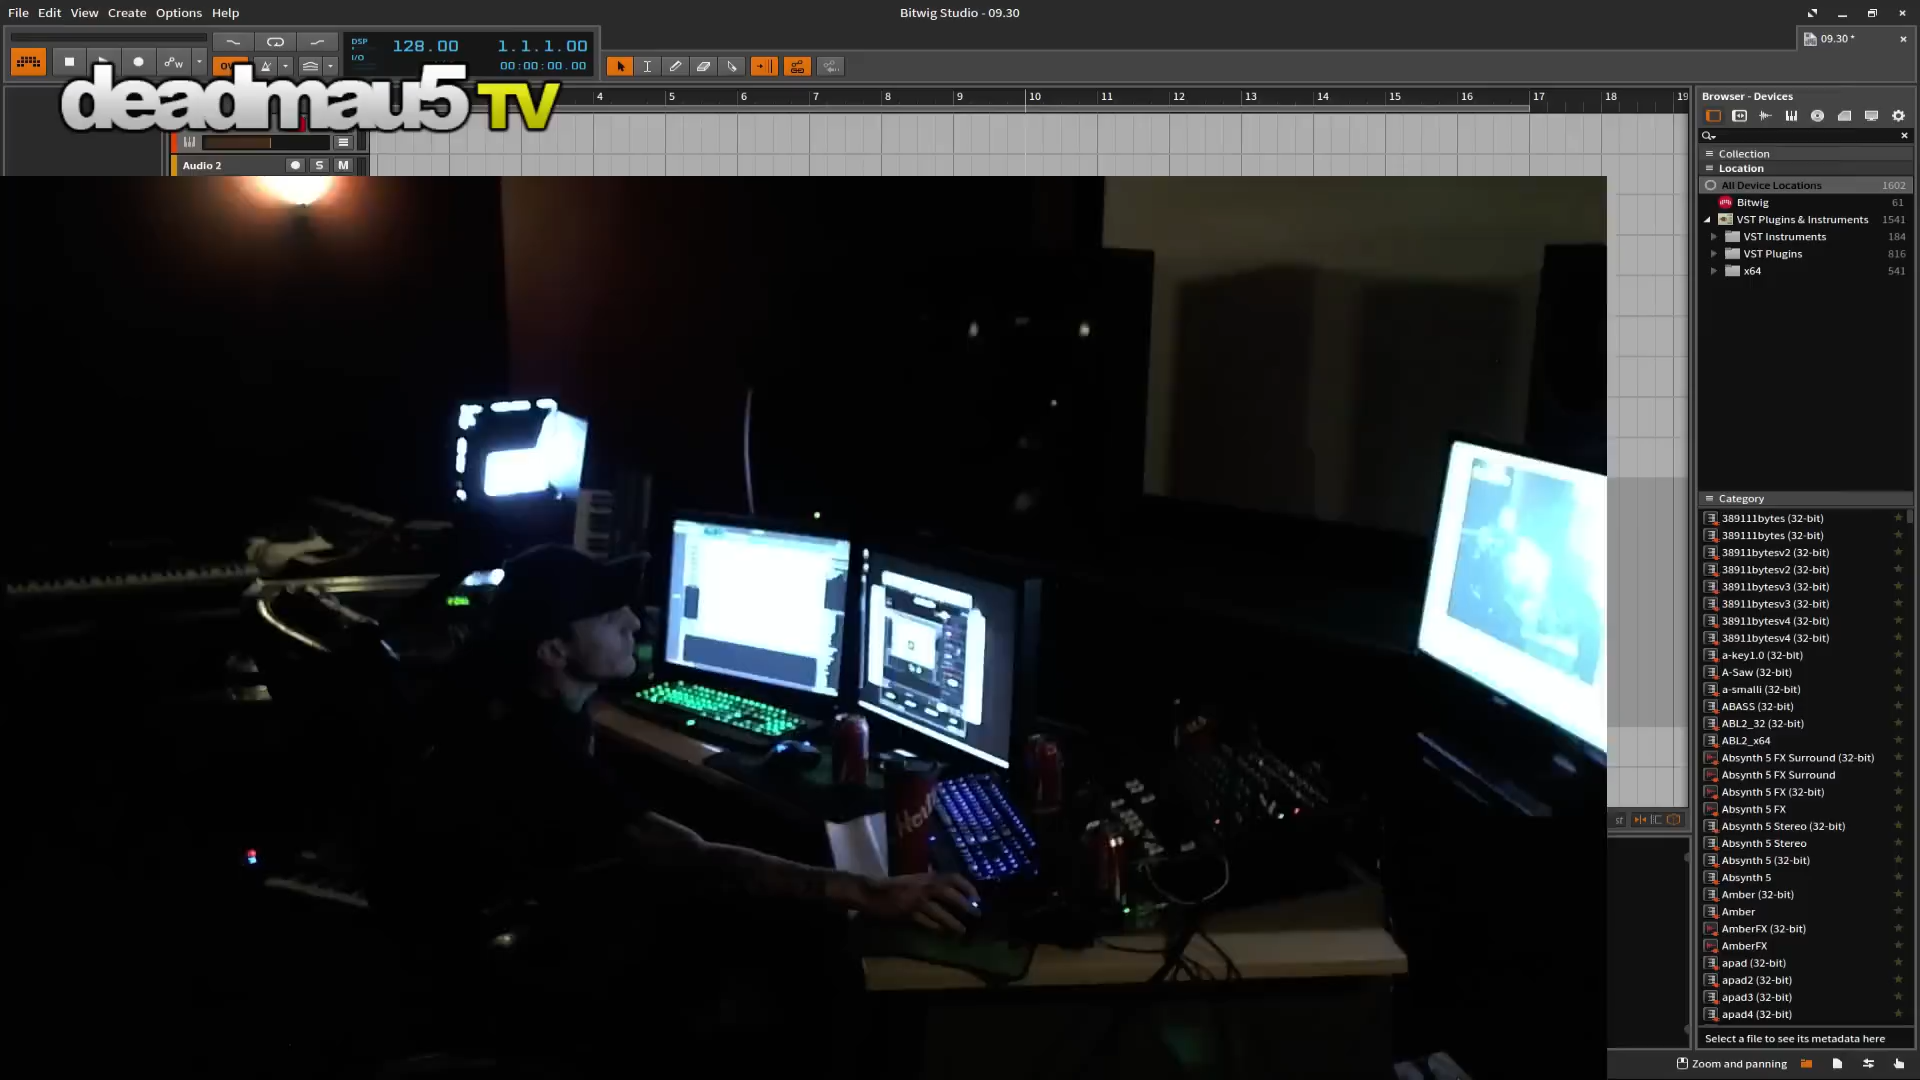 File Edit View Create Options Help
Bitwig Studio - 09.30
DSP
I/O
128.00
1.1.1.00
00:00:00.00
09.30 *
deadmau5 TV
4 5 6 7 8 9 10 11 12 13 14 15 16 17 18 19
Audio 2
S
M
Browser - Devices
Collection
Location
All Device Locations 1602
Bitwig 61
VST Plugins & Instruments 1541
VST Instruments 184
VST Plugins 816
x64 541
Category
389111bytes (32-bit)
389111bytes (32-bit)
38911bytesv2 (32-bit)
38911bytesv2 (32-bit)
38911bytesv3 (32-bit)
38911bytesv3 (32-bit)
38911bytesv4 (32-bit)
38911bytesv4 (32-bit)
a-key1.0 (32-bit)
A-Saw (32-bit)
a-smalli (32-bit)
ABASS (32-bit)
ABL2_32 (32-bit)
ABL2_x64
Absynth 5 FX Surround (32-bit)
Absynth 5 FX Surround
Absynth 5 FX (32-bit)
Absynth 5 FX
Absynth 5 Stereo (32-bit)
Absynth 5 Stereo
Absynth 5 (32-bit)
Absynth 5
Amber (32-bit)
Amber
AmberFX (32-bit)
AmberFX
apad (32-bit)
apad2 (32-bit)
apad3 (32-bit)
apad4 (32-bit)
Select a file to see its metadata here
Zoom and panning